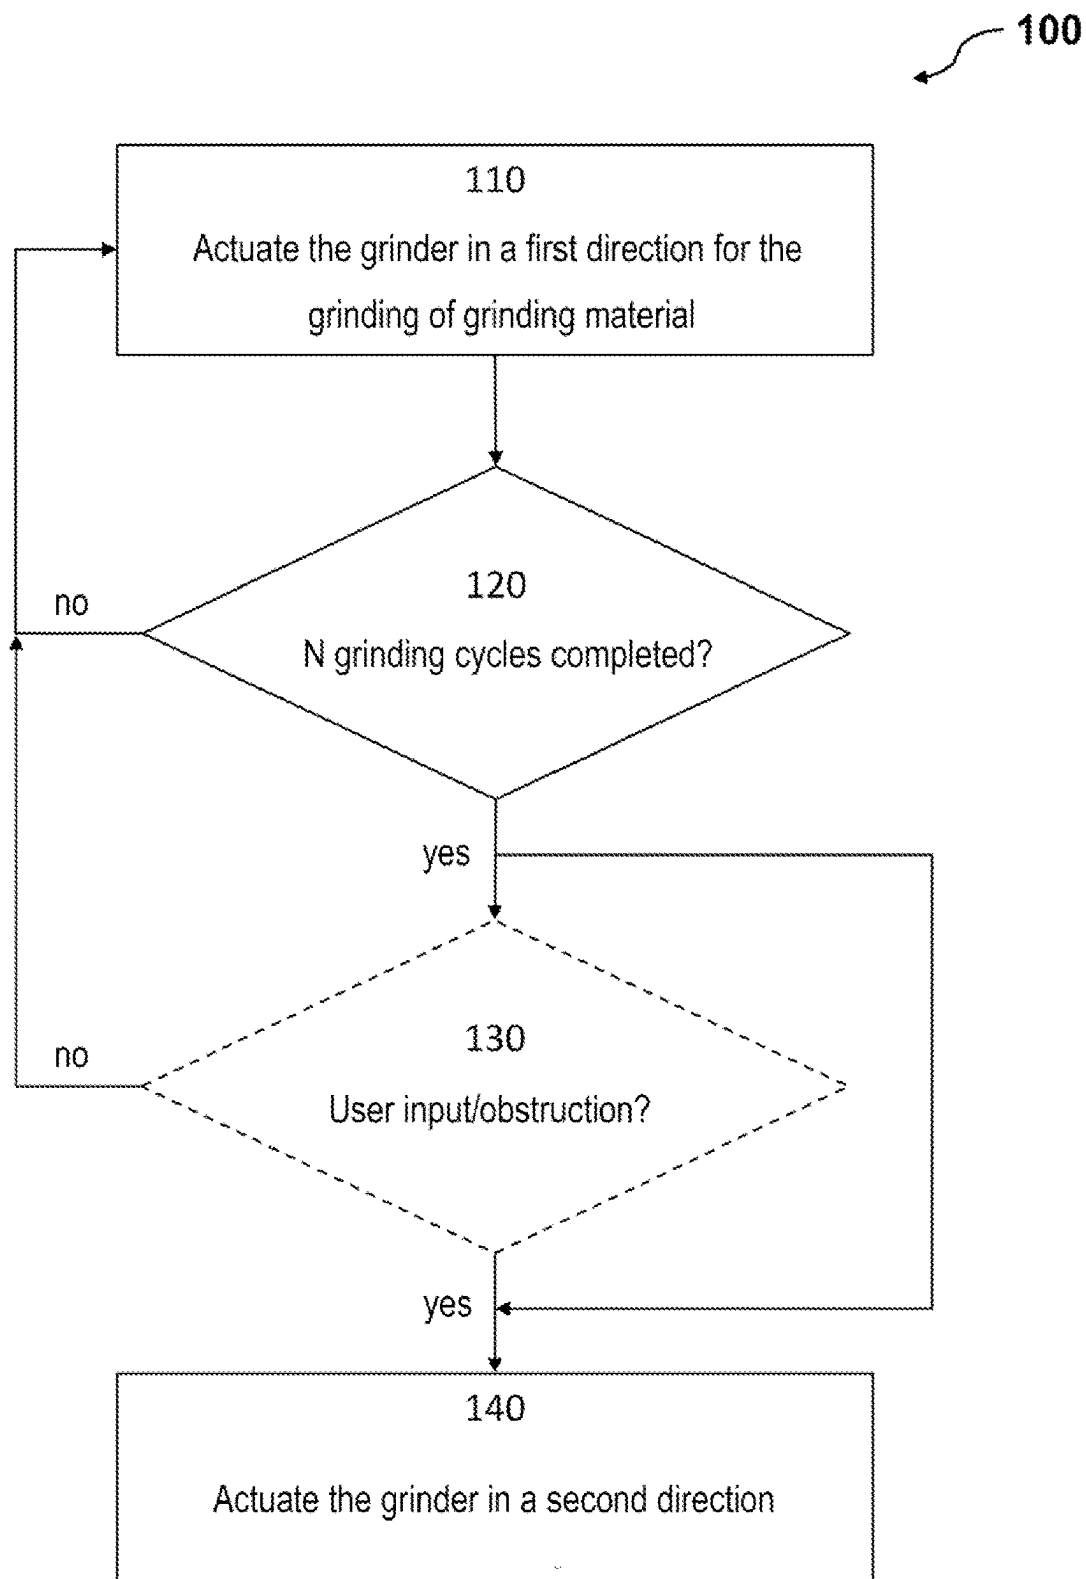 100
110
Actuate the grinder in a first direction for the
grinding of grinding material
120
no
N grinding cycles completed?
yes
130
no
User input/obstruction?
yes
140
Actuate the grinder in a second direction